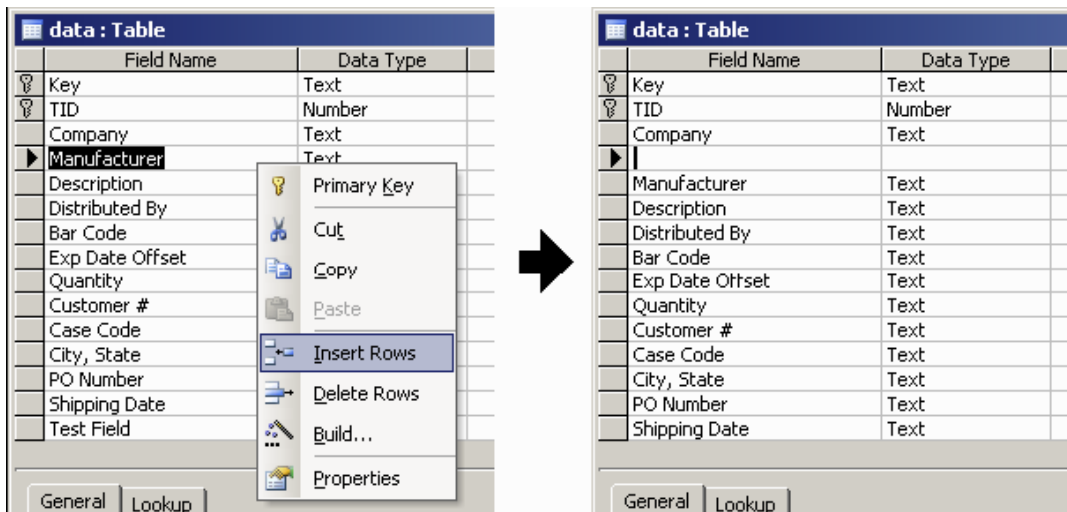 data : Table
Field Name Data Type
Key Text
TID Number
Company Text
Manufacturer Text
Description
Distributed By
Bar Code
Exp Date Offset
Quantity
Customer #
Case Code
City, State
PO Number
Shipping Date
Test Field
Primary Key
Cut
Copy
Paste
Insert Rows
Delete Rows
Build...
Properties
General Lookup
data : Table
Field Name Data Type
Key Text
TID Number
Company Text
Manufacturer Text
Description Text
Distributed By Text
Bar Code Text
Exp Date Offset Text
Quantity Text
Customer # Text
Case Code Text
City, State Text
PO Number Text
Shipping Date Text
General Lookup